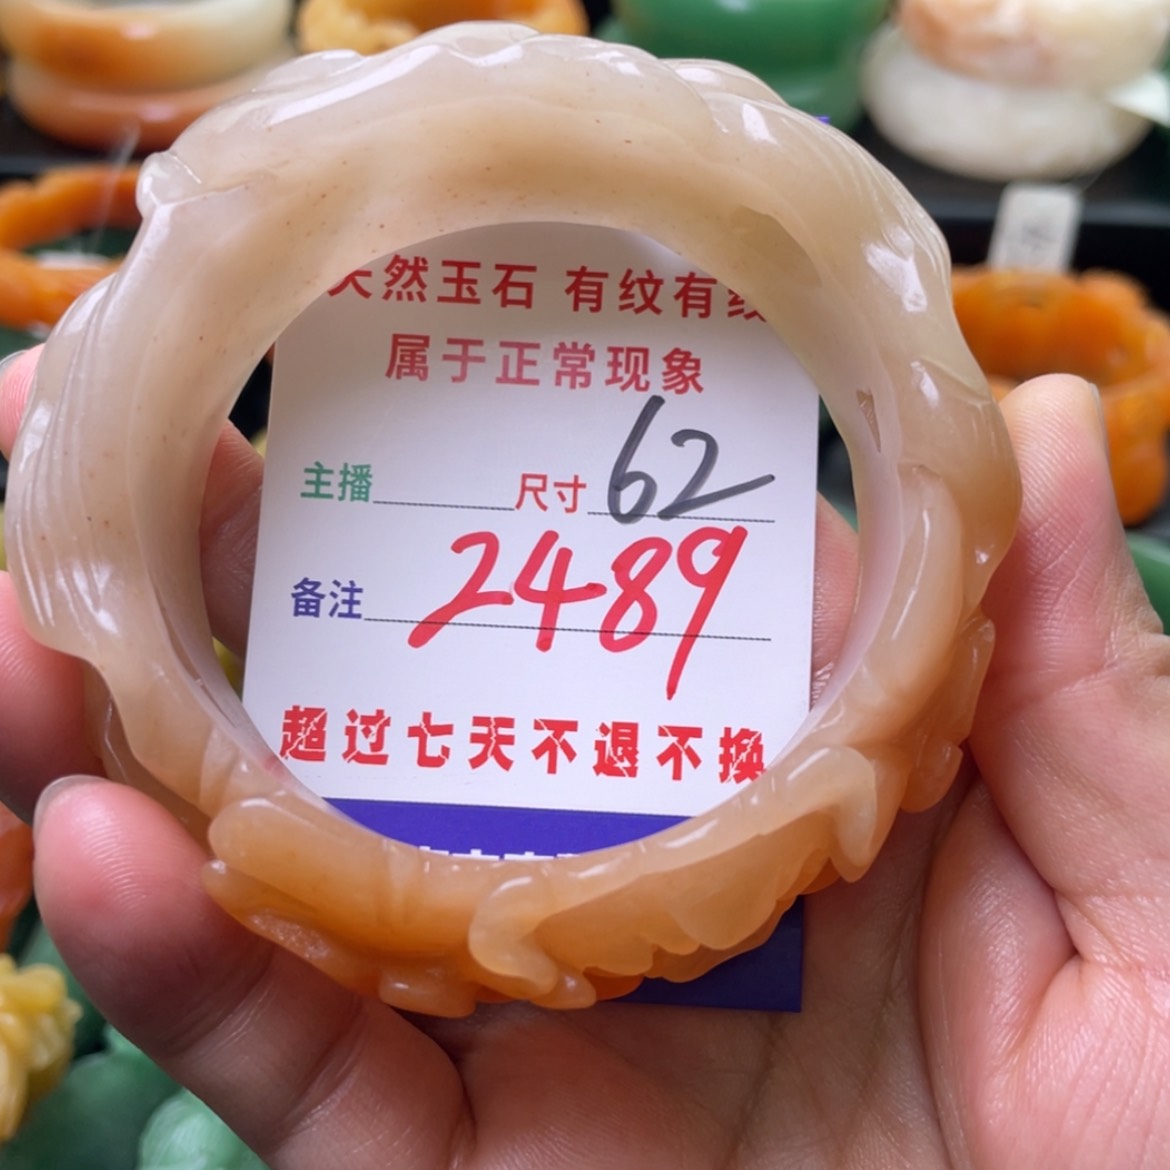 天然玉石 有纹有
属于正常现象
主播 尺寸 62
备注 2489
超过七天不退不换